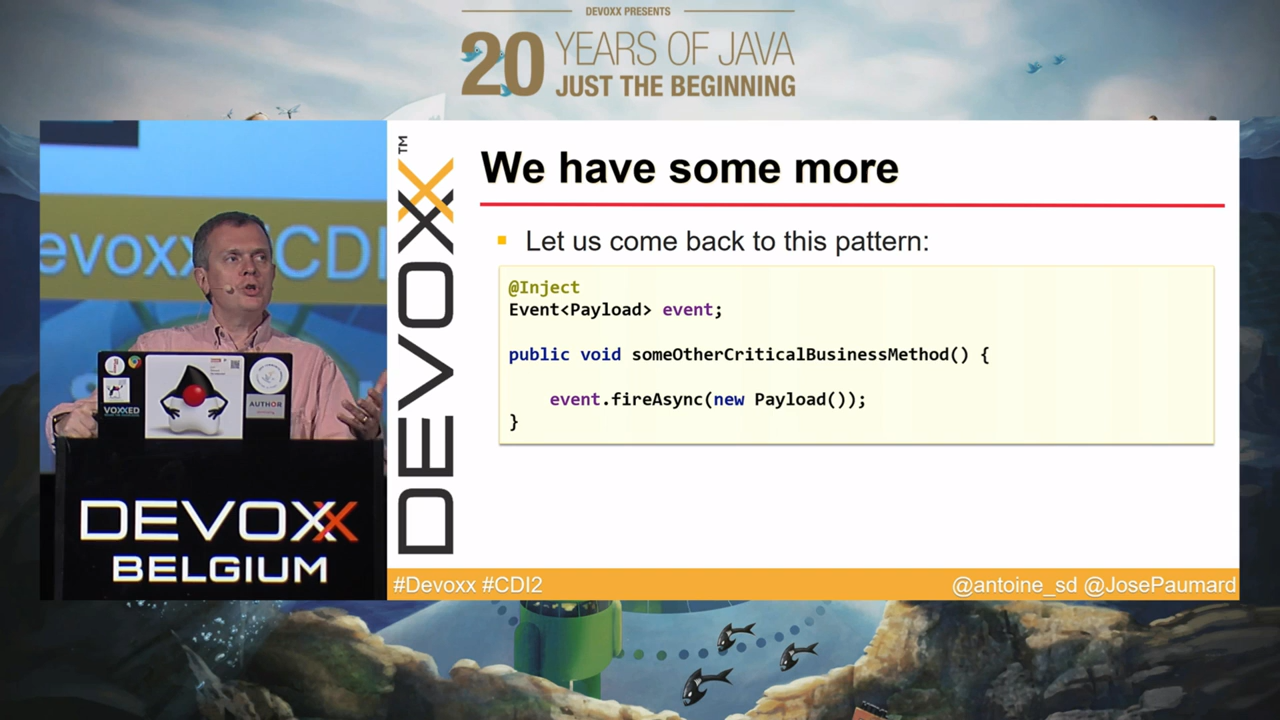 DEVOXX PRESENTS
20 YEARS OF JAVA
JUST THE BEGINNING
evoxx #CDI
VOXXED
AUTHOR
DEVOXX
BELGIUM
DEVOXX™
We have some more
Let us come back to this pattern:
@Inject
Event<Payload> event;
public void someOtherCriticalBusinessMethod() {
event.fireAsync(new Payload());
}
#Devoxx #CDI2
@antoine_sd @JosePaumard